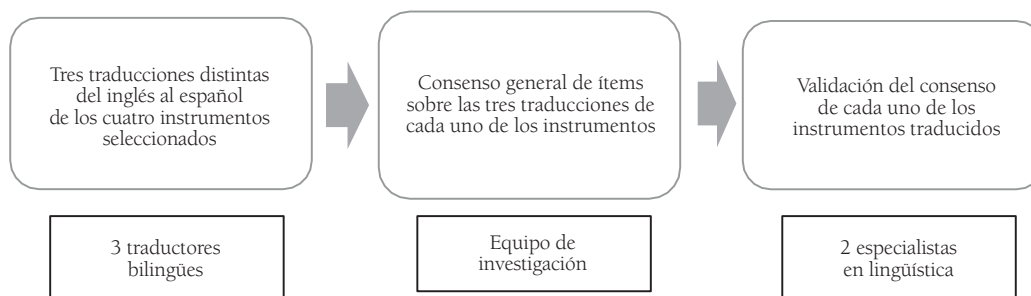 Tres traducciones distintas
del inglés al español
de los cuatro instrumentos
seleccionados
Consenso general de ítems
sobre las tres traducciones de
cada uno de los instrumentos
Validación del consenso
de cada uno de los
instrumentos traducidos
3 traductores
bilingües
Equipo de
investigación
2 especialistas
en lingüística